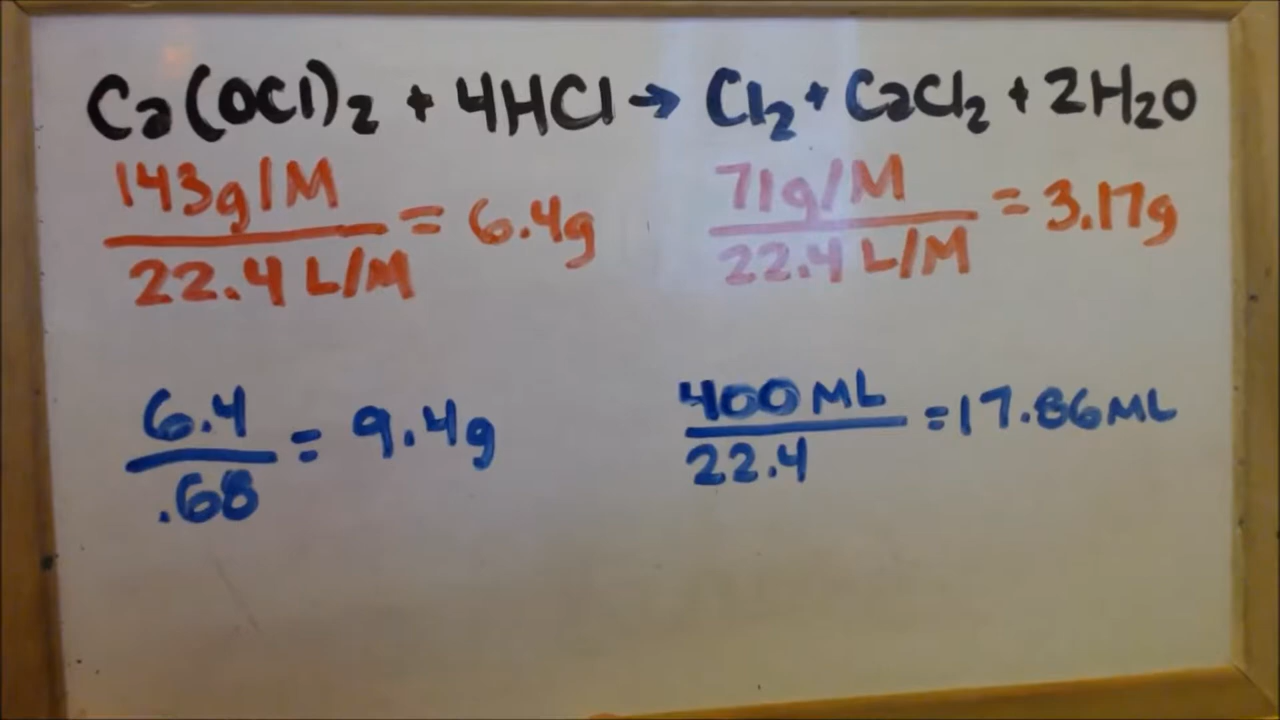 Ca(OCl)2 + 4HCl → Cl2 + CaCl2 + 2H2O
143g/M
22.4 L/M
= 6.4g
71g/M
22.4 L/M
= 3.17g
6.4
.68
= 9.4g
400 ML
22.4
= 17.86 ML